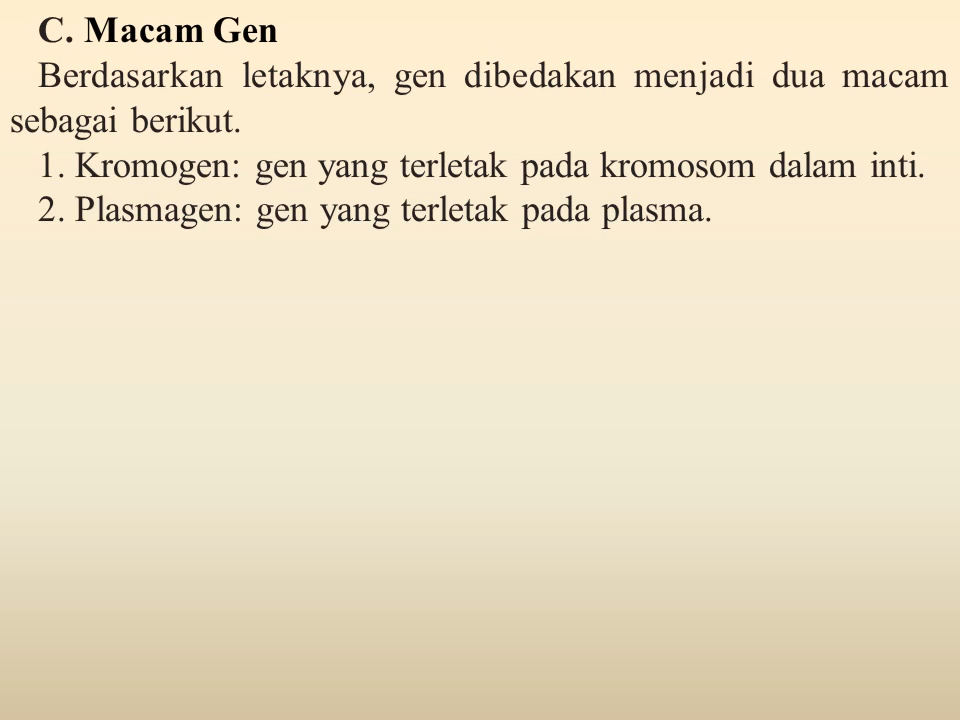 C. Macam Gen
Berdasarkan letaknya, gen dibedakan menjadi dua macam
sebagai berikut.
1. Kromogen: gen yang terletak pada kromosom dalam inti.
2. Plasmagen: gen yang terletak pada plasma.